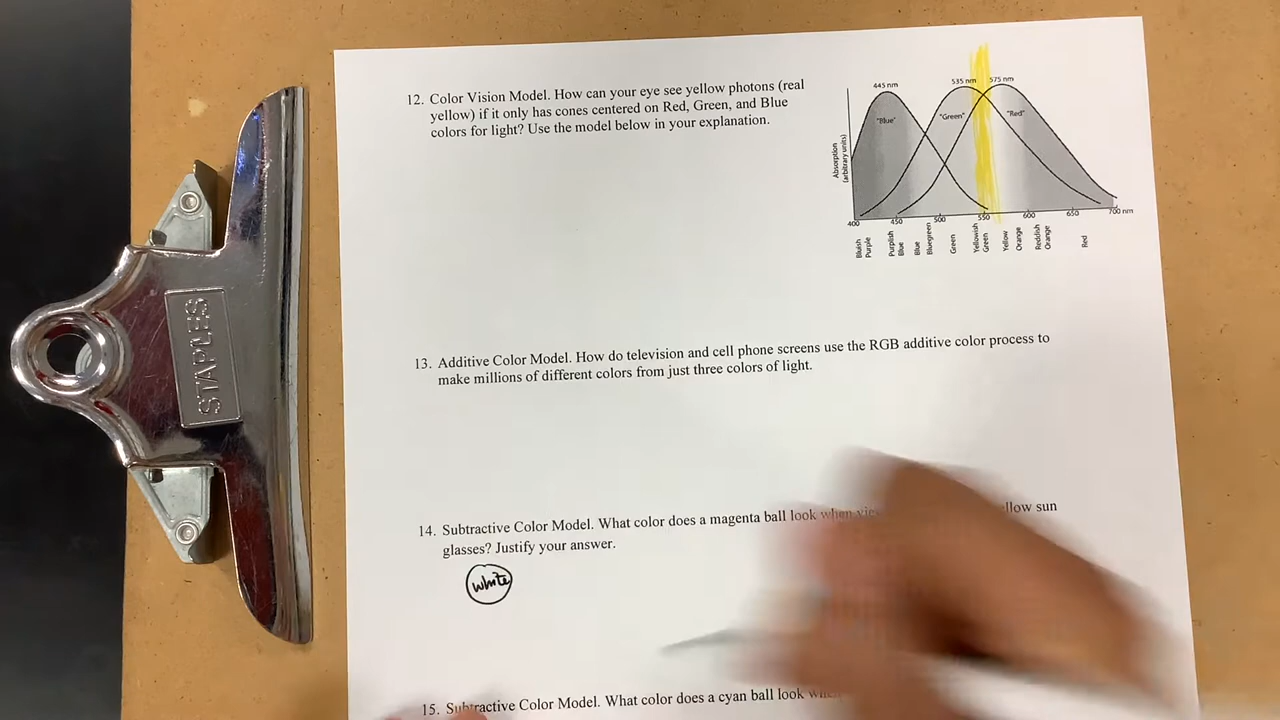 12. Color Vision Model. How can your eye see yellow photons (real
yellow) if it only has cones centered on Red, Green, and Blue
colors for light? Use the model below in your explanation.
445 nm
535 nm
575 nm
"Blue"
"Green"
"Red"
Absorption
(arbitrary units)
400
450
500
550
600
650
700 nm
Bluish
Purple
Purplish
Blue
Blue
Bluegreen
Green
Yellowish
Green
Yellow
Orange
Reddish
Orange
Red
STAPLES
13. Additive Color Model. How do television and cell phone screens use the RGB additive color process to
make millions of different colors from just three colors of light.
14. Subtractive Color Model. What color does a magenta ball look when sun
glasses? Justify your answer.
White
15. Subtractive Color Model. What color does a cyan ball look